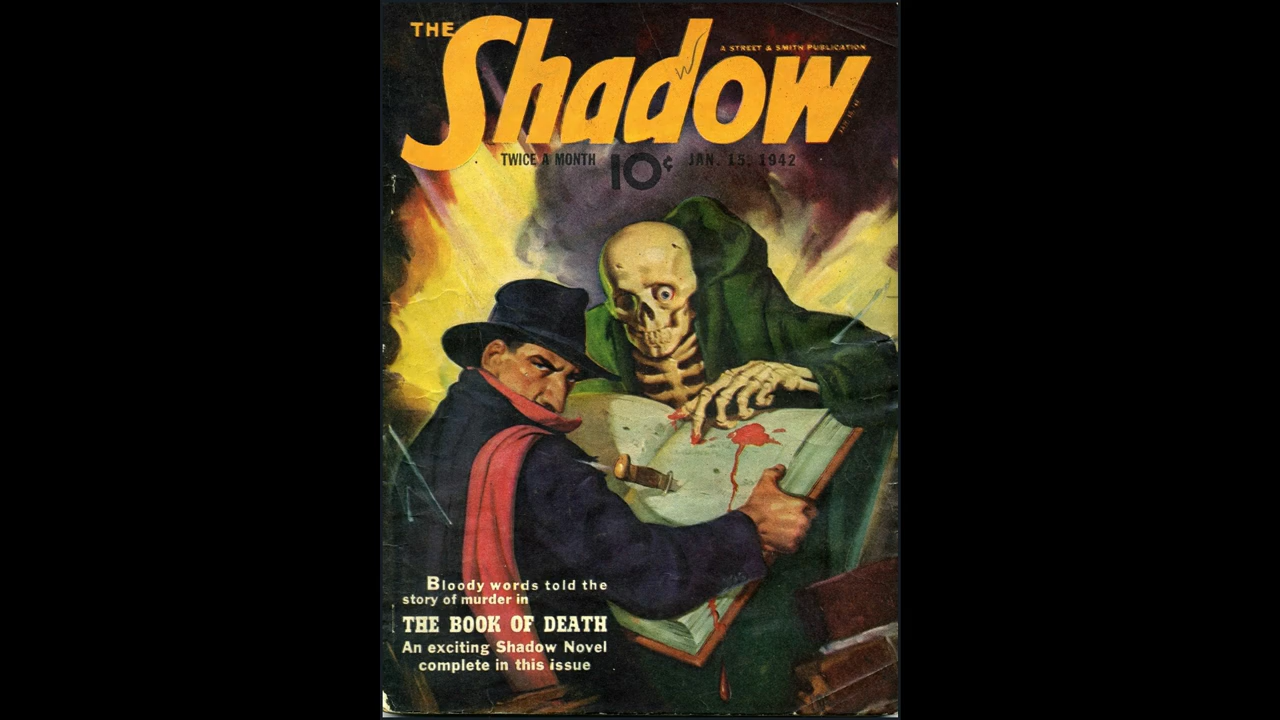 THE Shadow
A STREET & SMITH PUBLICATION
TWICE A MONTH 10¢ JAN. 15, 1942
Bloody words told the
story of murder in
THE BOOK OF DEATH
An exciting Shadow Novel
complete in this issue